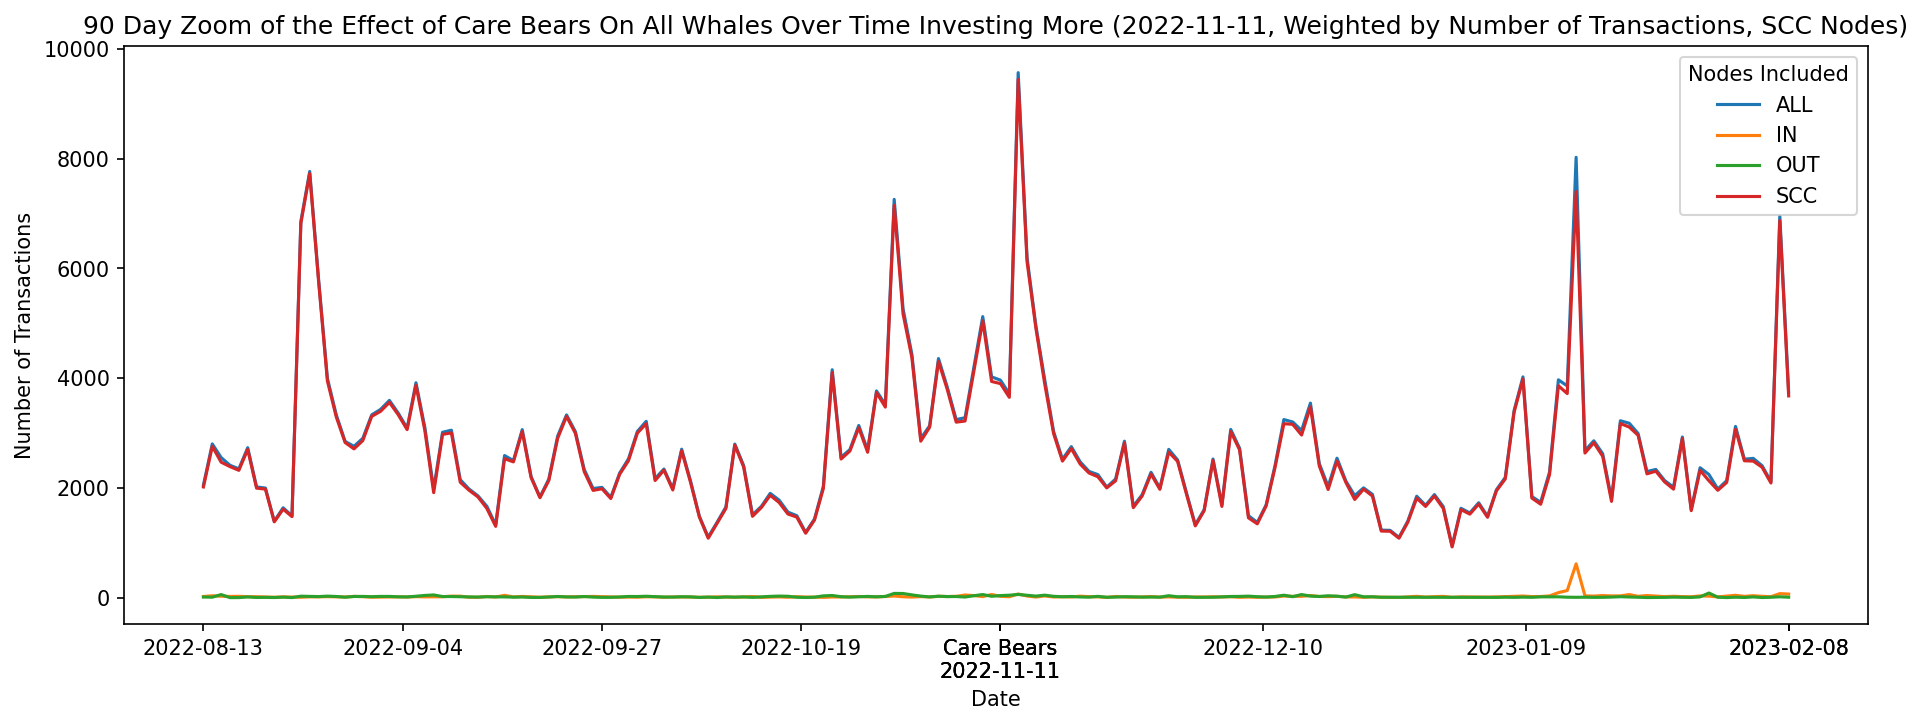 90 Day Zoom of the Effect of Care Bears On All Whales Over Time Investing More (2022-11-11, Weighted by Number of Transactions, SCC Nodes)
10000
8000
6000
4000
2000
0
Number of Transactions
Nodes Included
ALL
IN
OUT
SCC
2022-08-13
2022-09-04
2022-09-27
2022-10-19
Care Bears
2022-11-11
2022-12-10
2023-01-09
2023-02-08
Date